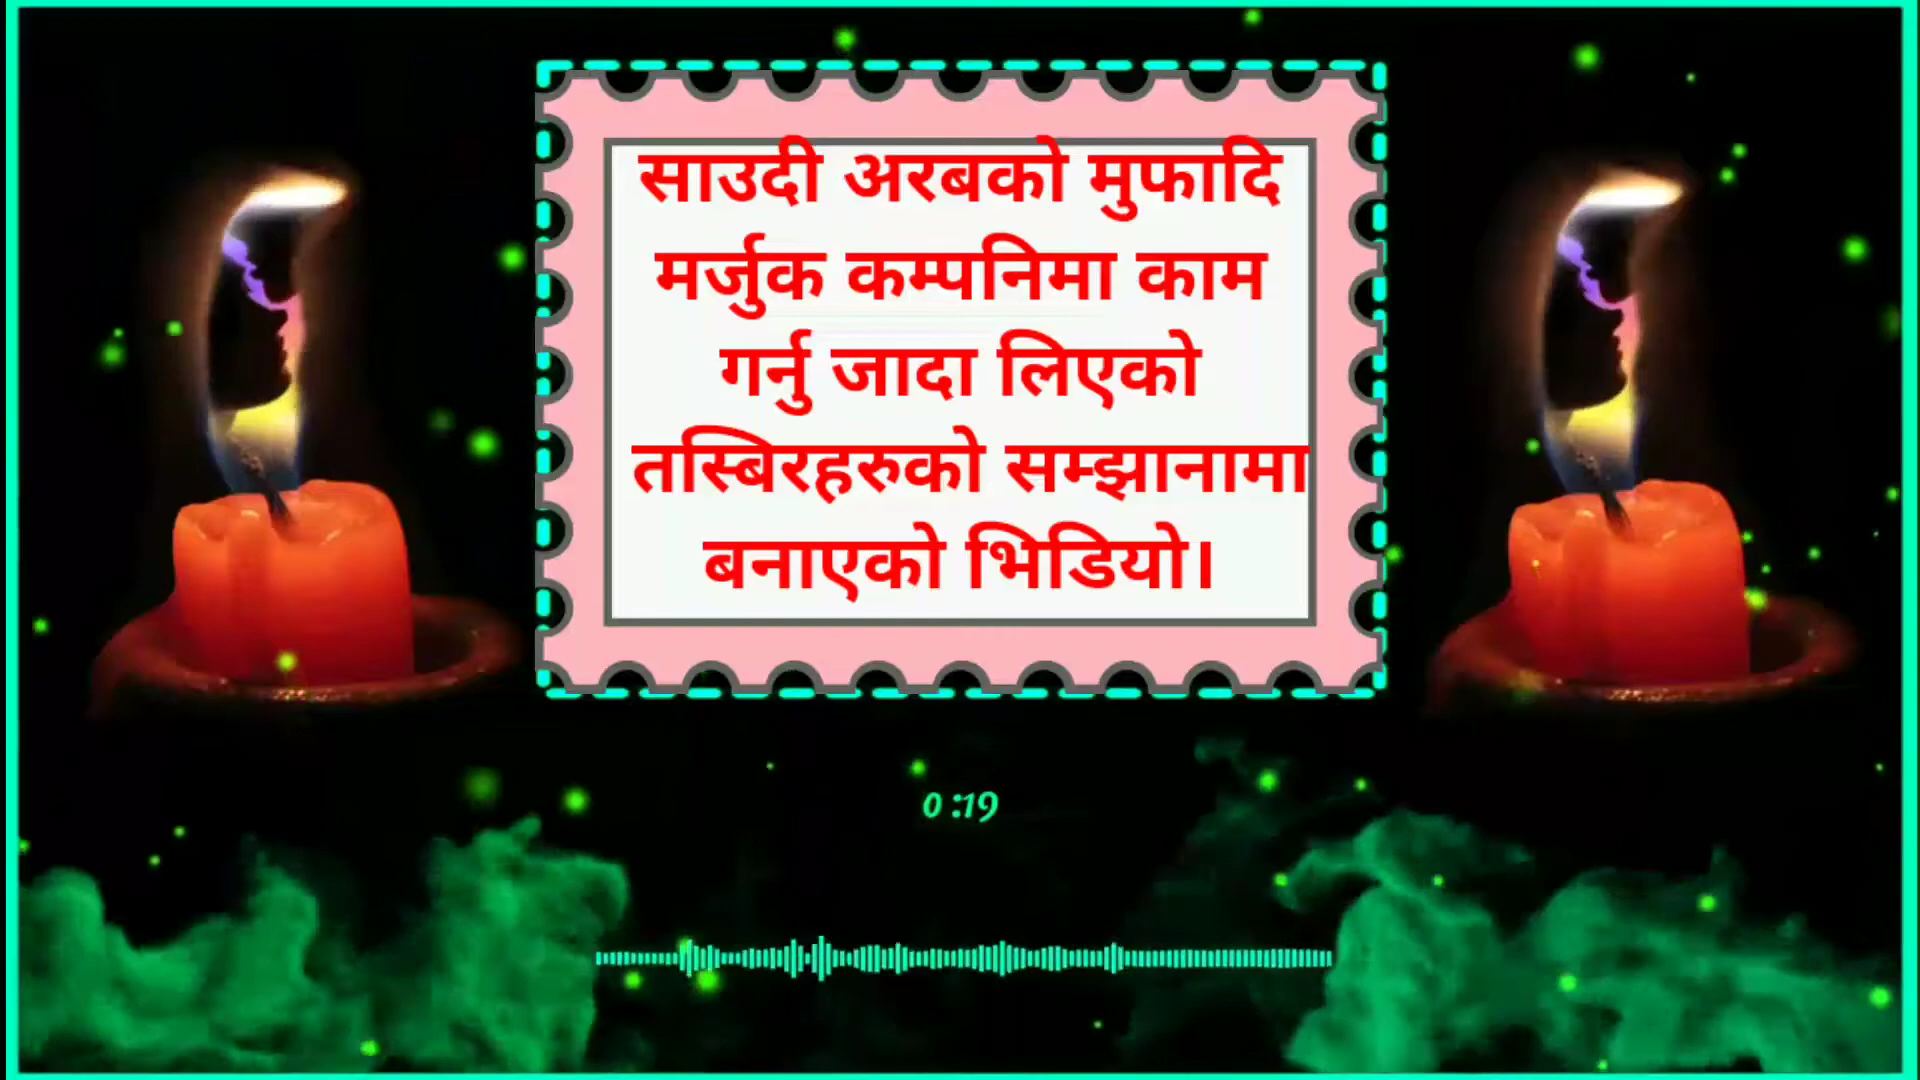 साउदी अरबको मुफादि
मर्जुक कम्पनिमा काम
गर्नु जादा लिएको
तस्बिरहरुको सम्झानामा
बनाएको भिडियो।
0:19